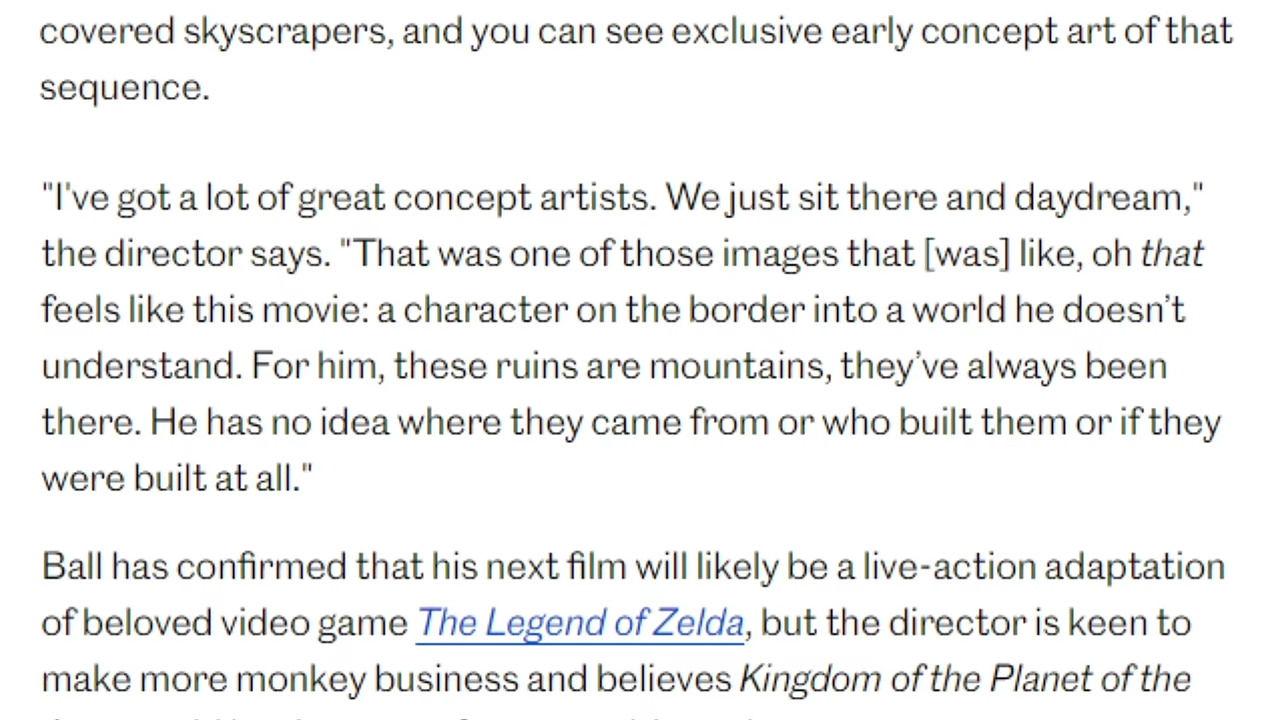 covered skyscrapers, and you can see exclusive early concept art of that
sequence.
"I've got a lot of great concept artists. We just sit there and daydream,"
the director says. "That was one of those images that [was] like, oh that
feels like this movie: a character on the border into a world he doesn’t
understand. For him, these ruins are mountains, they’ve always been
there. He has no idea where they came from or who built them or if they
were built at all."
Ball has confirmed that his next film will likely be a live-action adaptation
of beloved video game The Legend of Zelda, but the director is keen to
make more monkey business and believes Kingdom of the Planet of the